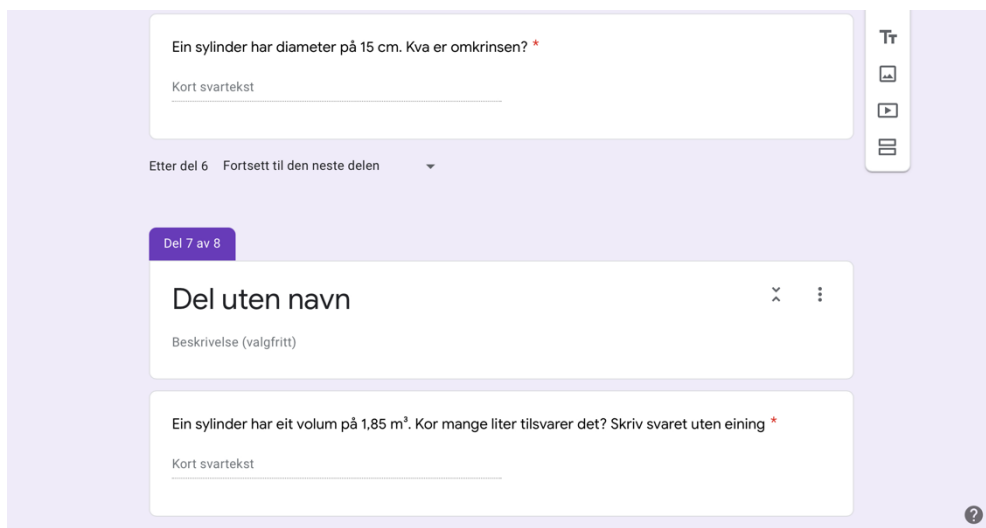 Ein sylinder har diameter på 15 cm. Kva er omkrinsen? *
Kort svartekst
Etter del 6 Fortsett til den neste delen
Del 7 av 8
Del uten navn
Beskrivelse (valgfritt)
Ein sylinder har eit volum på 1,85 m³. Kor mange liter tilsvarer det? Skriv svaret uten eining *
Kort svartekst